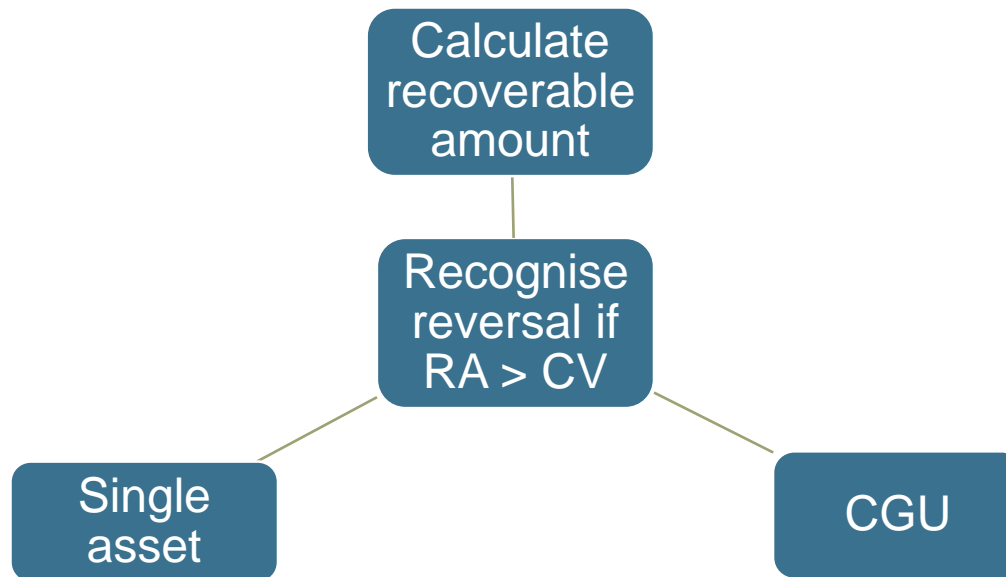 Calculate
recoverable
amount
Recognise
reversal if
RA > CV
Single
asset
CGU